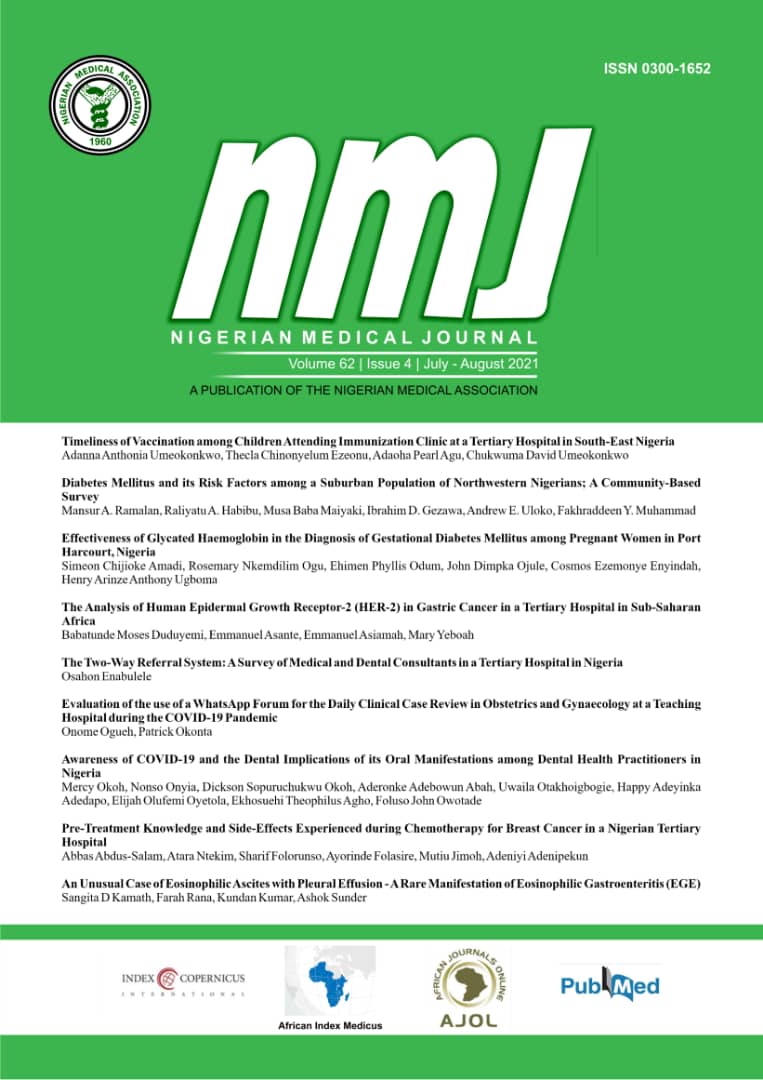 ISSN 0300-1652
NIGERIAN MEDICAL ASSOCIATION
1960
nmj
NIGERIAN MEDICAL JOURNAL
Volume 62 | Issue 4 | July - August 2021
A PUBLICATION OF THE NIGERIAN MEDICAL ASSOCIATION
Timeliness of Vaccination among Children Attending Immunization Clinic at a Tertiary Hospital in South-East Nigeria
Adanna Anthonia Umeokonkwo, Thecla Chinonyelum Ezeonu, Adaoha Pearl Agu, Chukwuma David Umeokonkwo
Diabetes Mellitus and its Risk Factors among a Suburban Population of Northwestern Nigerians; A Community-Based
Survey
Mansur A. Ramalan, Raliyatu A. Habibu, Musa Baba Maiyaki, Ibrahim D. Gezawa, Andrew E. Uloko, Fakhraddeen Y. Muhammad
Effectiveness of Glycated Haemoglobin in the Diagnosis of Gestational Diabetes Mellitus among Pregnant Women in Port
Harcourt, Nigeria
Simeon Chijioke Amadi, Rosemary Nkemdilim Ogu, Ehimen Phyllis Odum, John Dimpka Ojule, Cosmos Ezemonye Enyindah,
Henry Arinze Anthony Ugboma
The Analysis of Human Epidermal Growth Receptor-2 (HER-2) in Gastric Cancer in a Tertiary Hospital in Sub-Saharan
Africa
Babatunde Moses Duduyemi, Emmanuel Asante, Emmanuel Asiamah, Mary Yeboah
The Two-Way Referral System: A Survey of Medical and Dental Consultants in a Tertiary Hospital in Nigeria
Osahon Enabulele
Evaluation of the use of a WhatsApp Forum for the Daily Clinical Case Review in Obstetrics and Gynaecology at a Teaching
Hospital during the COVID-19 Pandemic
Onome Ogueh, Patrick Okonta
Awareness of COVID-19 and the Dental Implications of its Oral Manifestations among Dental Health Practitioners in
Nigeria
Mercy Okoh, Nonso Onyia, Dickson Sopuruchukwu Okoh, Aderonke Adebowun Abah, Uwaila Otakhoigbogie, Happy Adeyinka
Adedapo, Elijah Olufemi Oyetola, Ekhosuehi Theophilus Agho, Foluso John Owotade
Pre-Treatment Knowledge and Side-Effects Experienced during Chemotherapy for Breast Cancer in a Nigerian Tertiary
Hospital
Abbas Abdus-Salam, Atara Ntekim, Sharif Folorunso, Ayorinde Folasire, Mutiu Jimoh, Adeniyi Adenipekun
An Unusual Case of Eosinophilic Ascites with Pleural Effusion - A Rare Manifestation of Eosinophilic Gastroenteritis (EGE)
Sangita D Kamath, Farah Rana, Kundan Kumar, Ashok Sunder
INDEX COPERNICUS
INTERNATIONAL
African Index Medicus
AFRICAN JOURNALS ONLINE
AJOL
PubMed